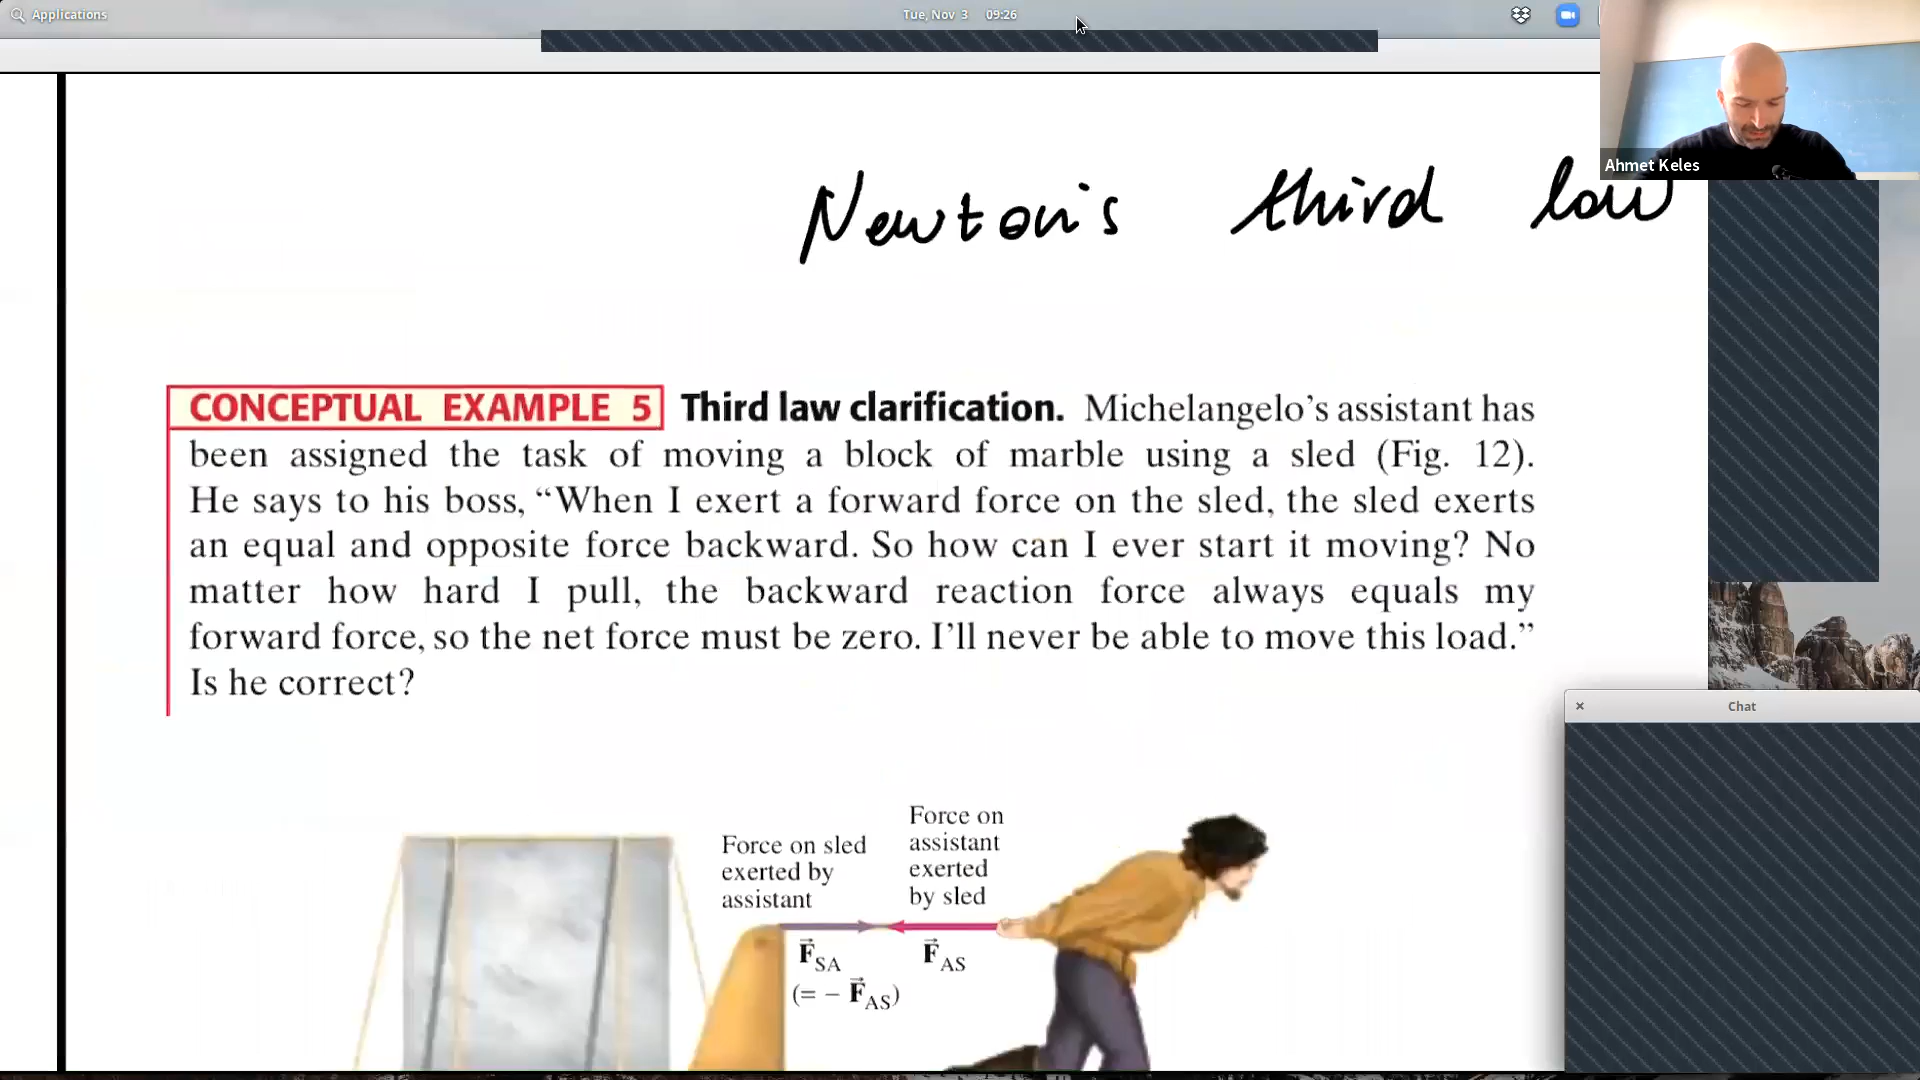 Applications
Tue, Nov 3 09:26
Ahmet Keles
Newton's third law
CONCEPTUAL EXAMPLE 5 Third law clarification. Michelangelo’s assistant has
been assigned the task of moving a block of marble using a sled (Fig. 12).
He says to his boss, “When I exert a forward force on the sled, the sled exerts
an equal and opposite force backward. So how can I ever start it moving? No
matter how hard I pull, the backward reaction force always equals my
forward force, so the net force must be zero. I’ll never be able to move this load.”
Is he correct?
Chat
Force on sled
exerted by
assistant
Force on
assistant
exerted
by sled
F⃗SA
(= − F⃗AS)
F⃗AS